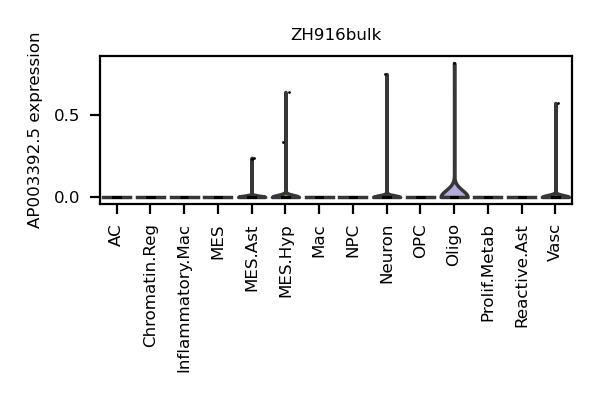 ZH916bulk
AP003392.5 expression
0.5
0.0
AC
Chromatin.Reg
Inflammatory.Mac
MES
MES.Ast
MES.Hyp
Mac
NPC
Neuron
OPC
Oligo
Prolif.Metab
Reactive.Ast
Vasc